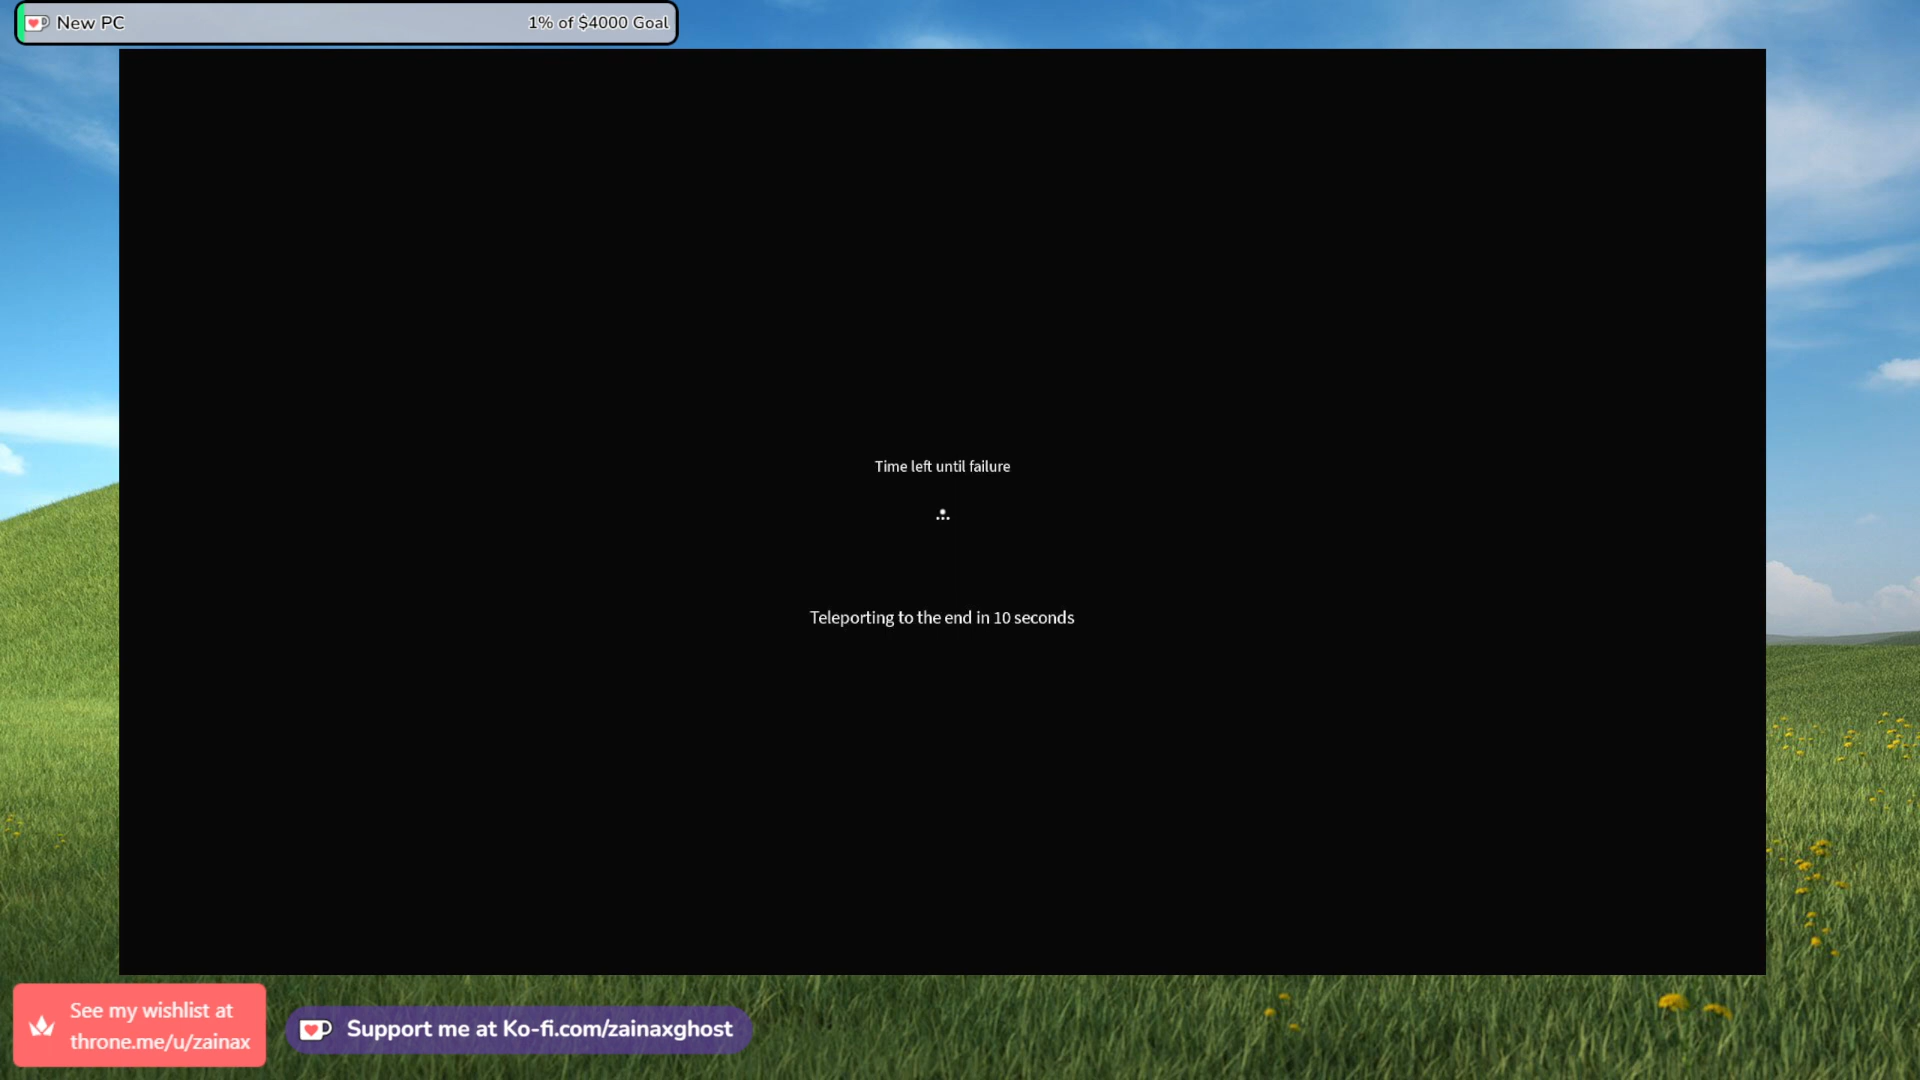 New PC
1% of $4000 Goal
Time left until failure
Teleporting to the end in 10 seconds
See my wishlist at
throne.me/u/zainax
Support me at Ko-fi.com/zainaxghost